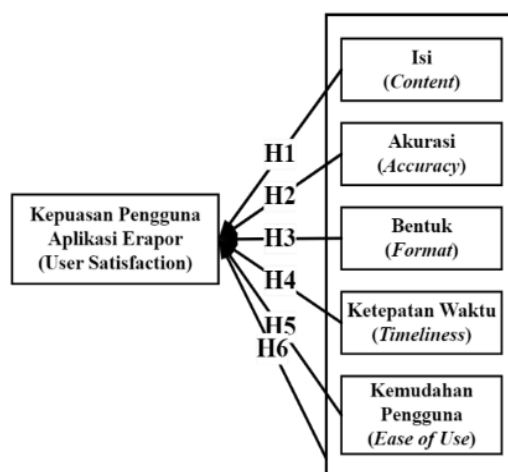 Isi
(Content)
H1
Akurasi
(Accuracy)
H2
Kepuasan Pengguna
Aplikasi Erapor
(User Satisfaction)
H3
Bentuk
(Format)
H4
Ketepatan Waktu
(Timeliness)
H5
H6
Kemudahan
Pengguna
(Ease of Use)